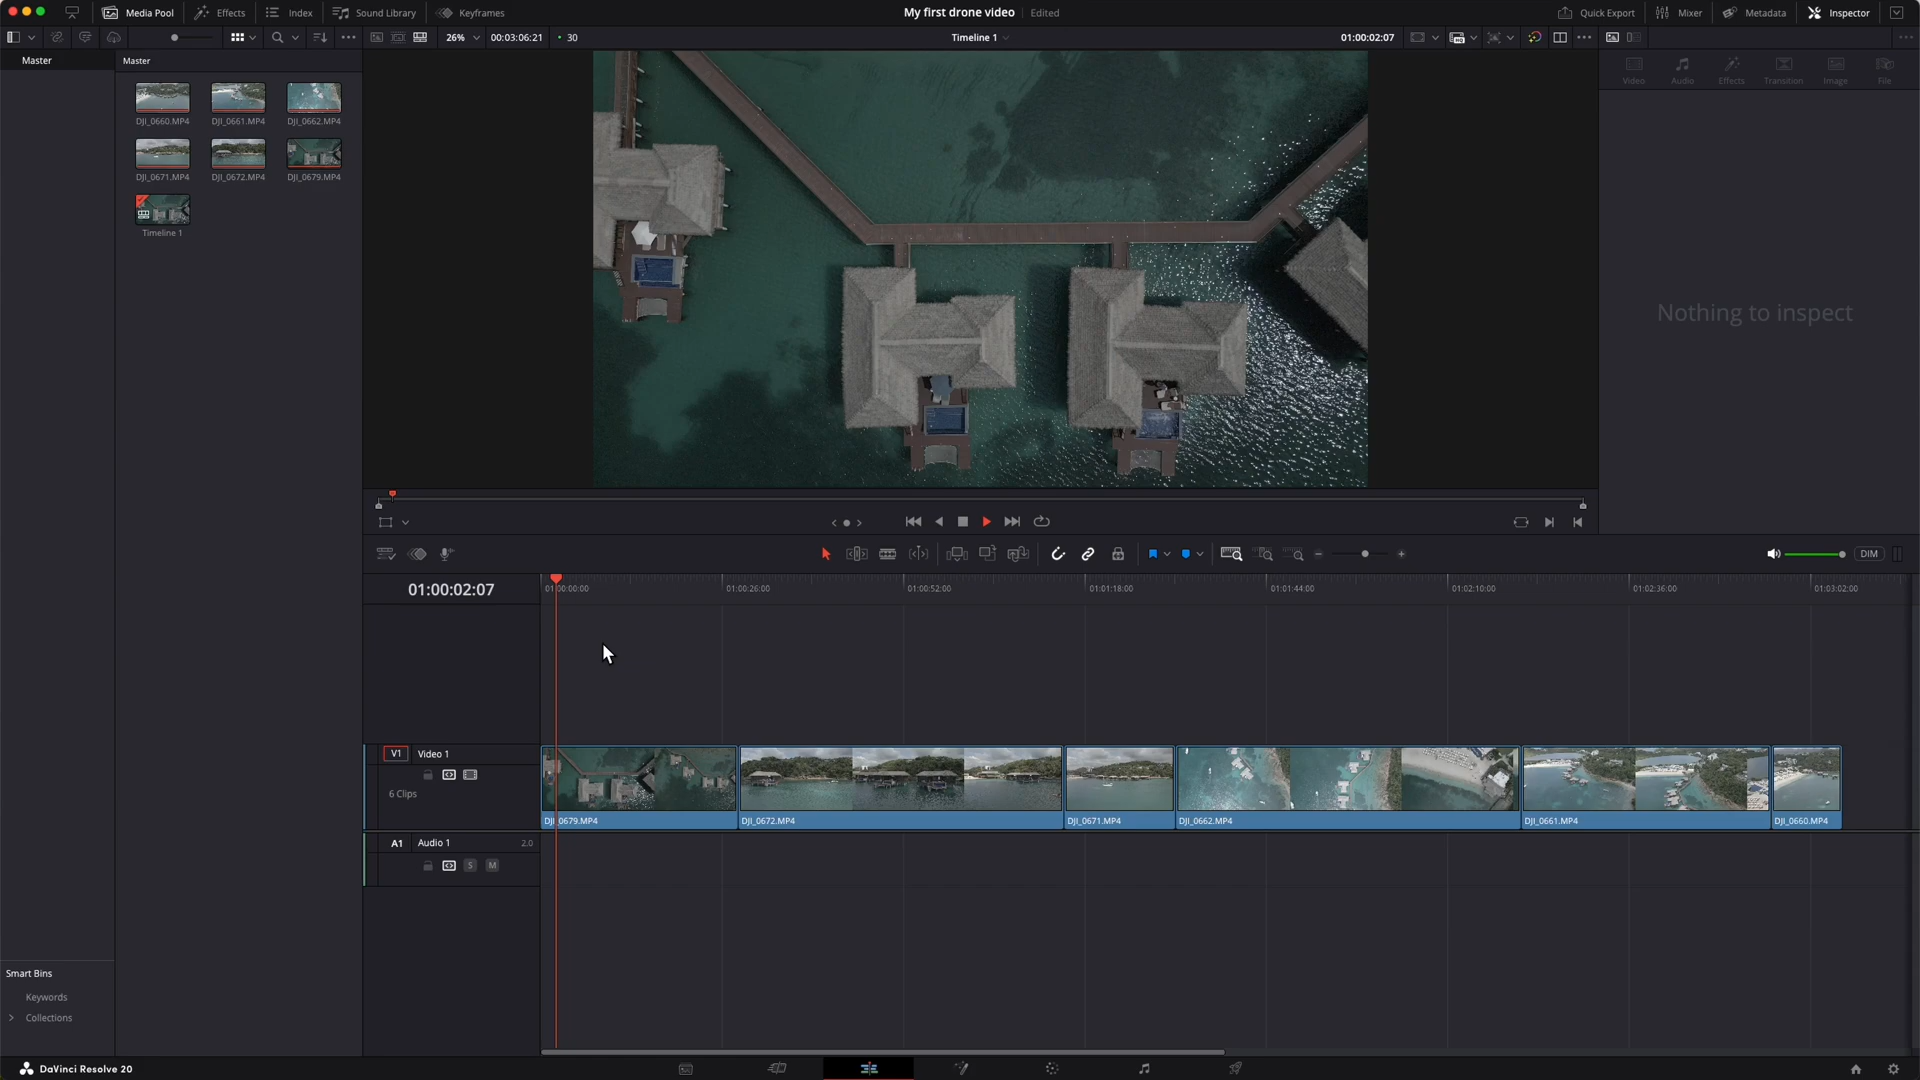 Media Pool
Effects
Index
Sound Library
Keyframes
My first drone video
Edited
Quick Export
Mixer
Metadata
Inspector
26%
00:03:06:21
30
Timeline 1
01:00:02:07
Master
Master
Video
Audio
Effects
Transition
Image
File
DJI_0660.MP4
DJI_0661.MP4
DJI_0662.MP4
DJI_0671.MP4
DJI_0672.MP4
DJI_0679.MP4
Timeline 1
Nothing to inspect
DIM
01:00:02:07
01:00:00:00
01:00:26:00
01:00:52:00
01:01:18:00
01:01:44:00
01:02:10:00
01:02:36:00
01:03:02:00
V1
Video 1
6 Clips
DJI_0679.MP4
DJI_0672.MP4
DJI_0671.MP4
DJI_0662.MP4
DJI_0661.MP4
DJI_0660.MP4
A1
Audio 1
2.0
S
M
Smart Bins
Keywords
Collections
DaVinci Resolve 20